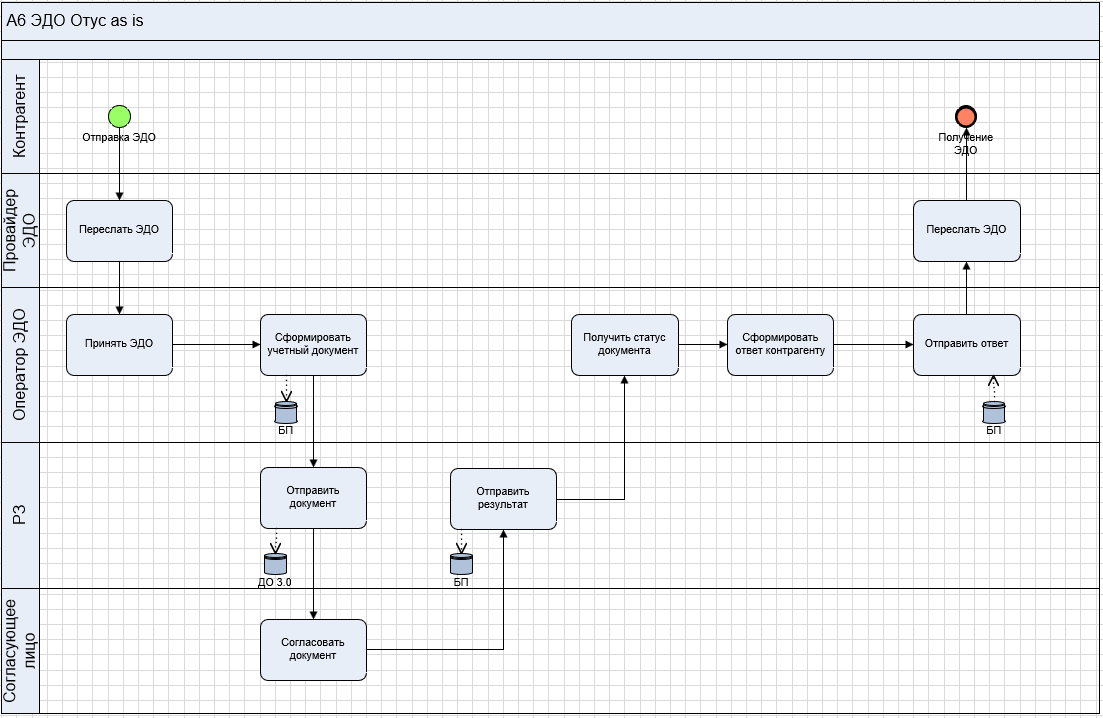 А6 ЭДО Отус as is
Контрагент
Отправка ЭДО
Получение
ЭДО
Провайдер
ЭДО
Переслать ЭДО
Переслать ЭДО
Оператор ЭДО
Принять ЭДО
Сформировать
учетный документ
БП
Получить статус
документа
Сформировать
ответ контрагенту
Отправить ответ
БП
РЗ
Отправить
документ
ДО 3.0
Отправить
результат
БП
Согласующее
лицо
Согласовать
документ